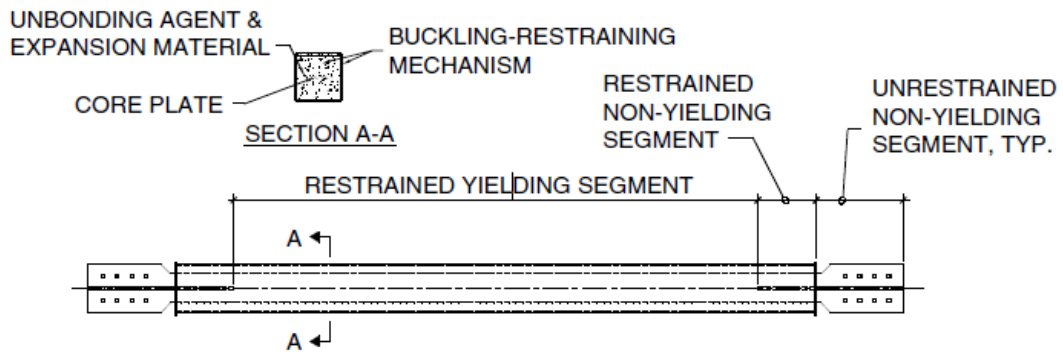 UNBONDING AGENT &
EXPANSION MATERIAL
BUCKLING-RESTRAINING
MECHANISM
CORE PLATE
SECTION A-A
RESTRAINED
NON-YIELDING
SEGMENT
UNRESTRAINED
NON-YIELDING
SEGMENT, TYP.
RESTRAINED YIELDING SEGMENT
A
A